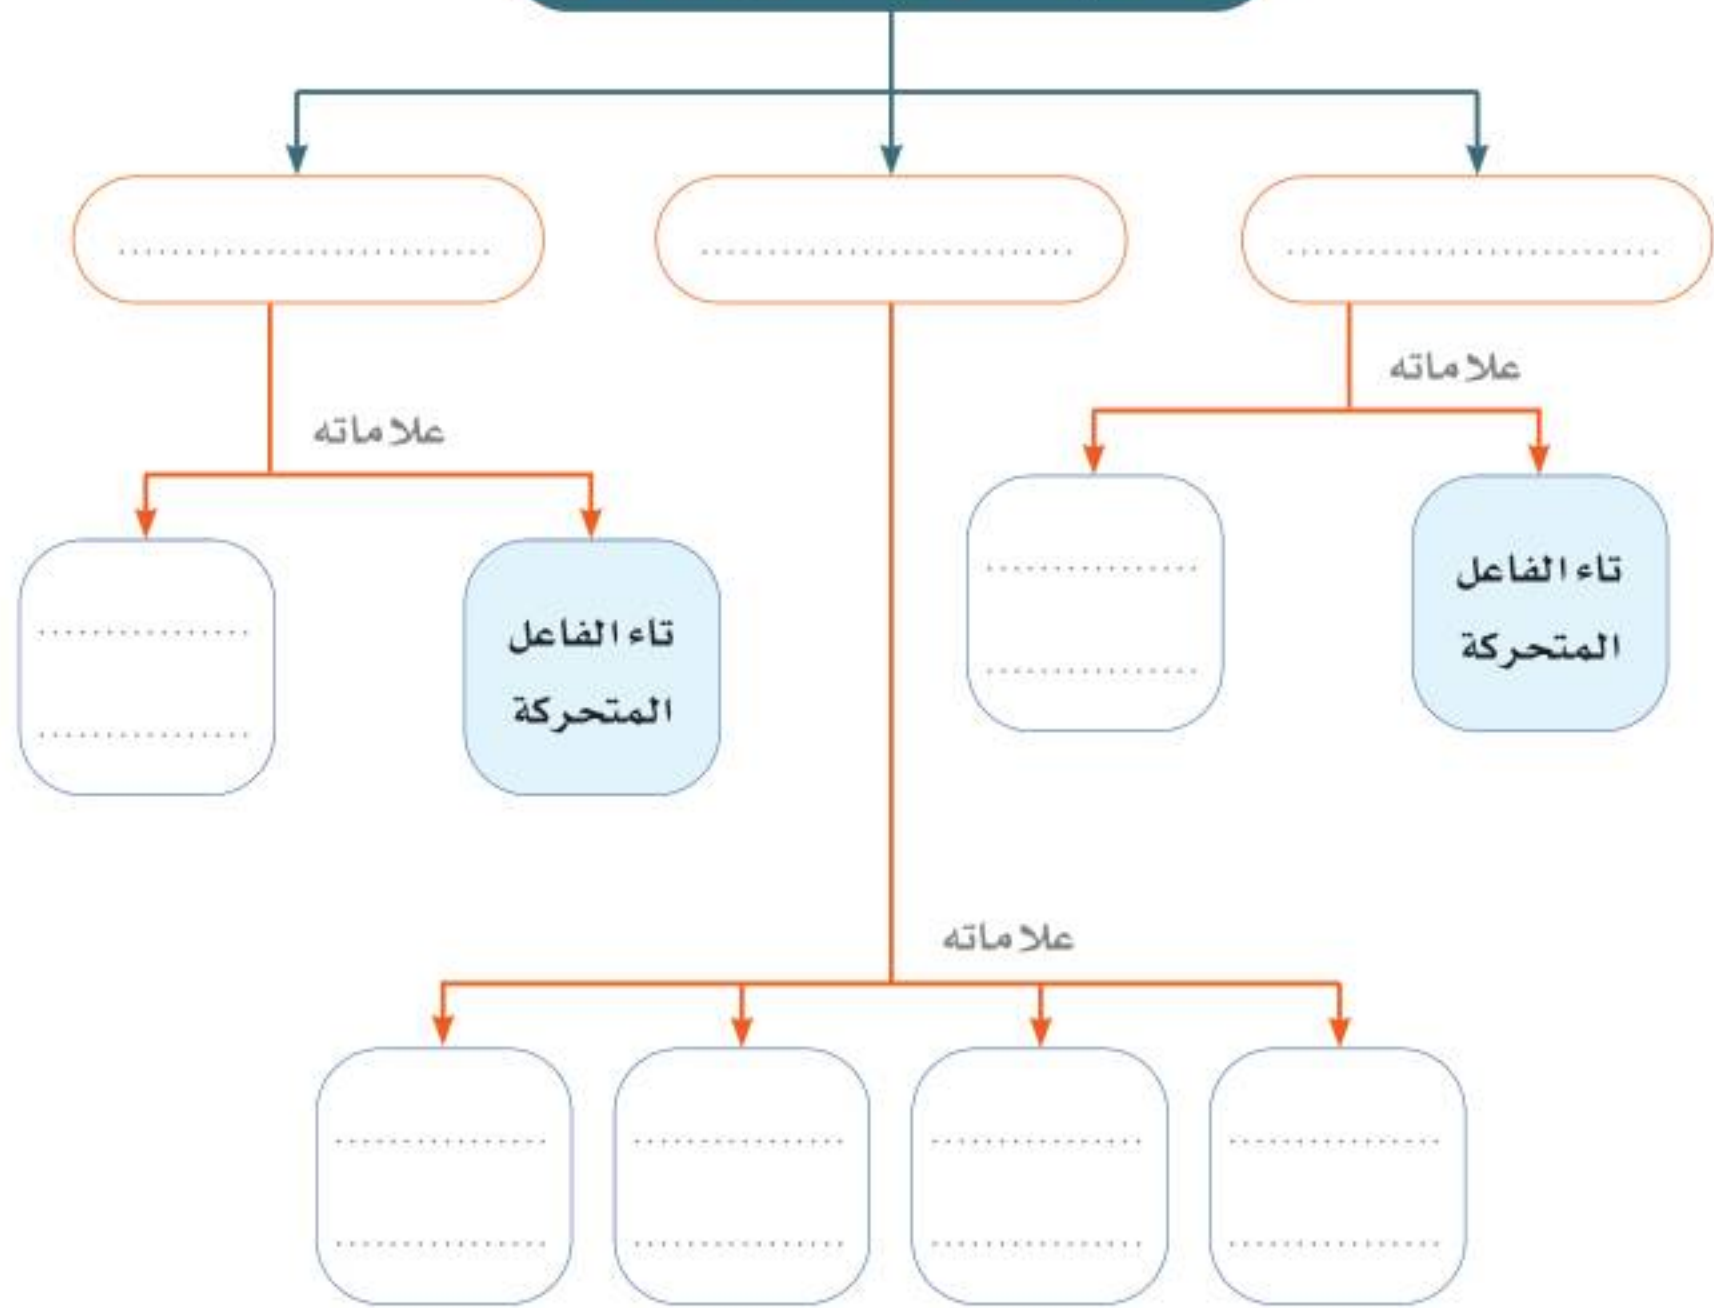 علاماته
علاماته
تاء الفاعل
المتحركة
تاء الفاعل
المتحركة
علاماته